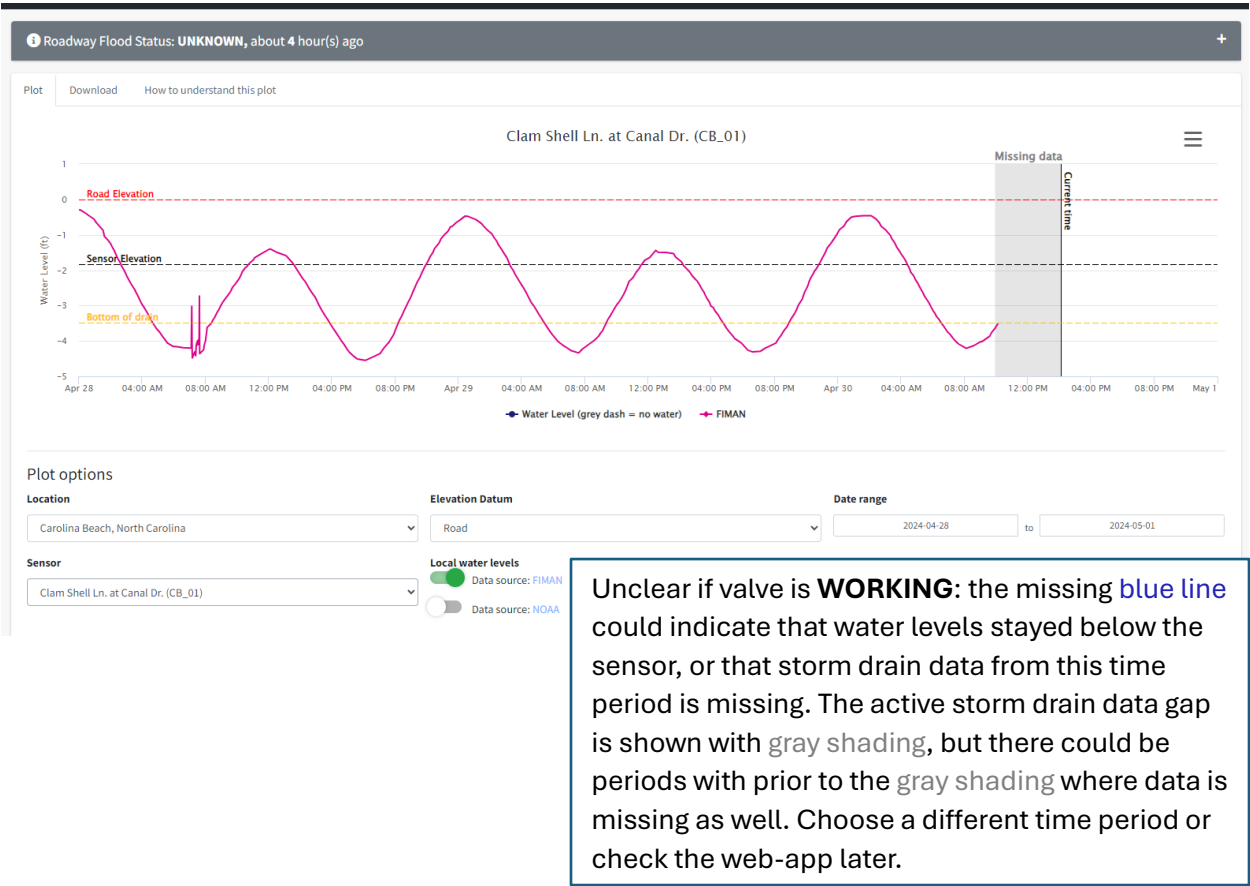 Roadway Flood Status: UNKNOWN, about 4 hour(s) ago
+
Plot Download How to understand this plot
Clam Shell Ln. at Canal Dr. (CB_01)
Missing data
Current time
Road Elevation
Sensor Elevation
Bottom of drain
Water Level (ft)
1
0
−1
−2
−3
−4
−5
Apr 28 04:00 AM 08:00 AM 12:00 PM 04:00 PM 08:00 PM Apr 29 04:00 AM 08:00 AM 12:00 PM 04:00 PM 08:00 PM Apr 30 04:00 AM 08:00 AM 12:00 PM 04:00 PM 08:00 PM May 1
Water Level (grey dash = no water) FIMAN
Plot options
Location Elevation Datum Date range
Carolina Beach, North Carolina Road 2024-04-28 to 2024-05-01
Sensor Local water levels
Clam Shell Ln. at Canal Dr. (CB_01)
Data source: FIMAN
Data source: NOAA
Unclear if valve is WORKING: the missing blue line
could indicate that water levels stayed below the
sensor, or that storm drain data from this time
period is missing. The active storm drain data gap
is shown with gray shading, but there could be
periods with prior to the gray shading where data is
missing as well. Choose a different time period or
check the web-app later.